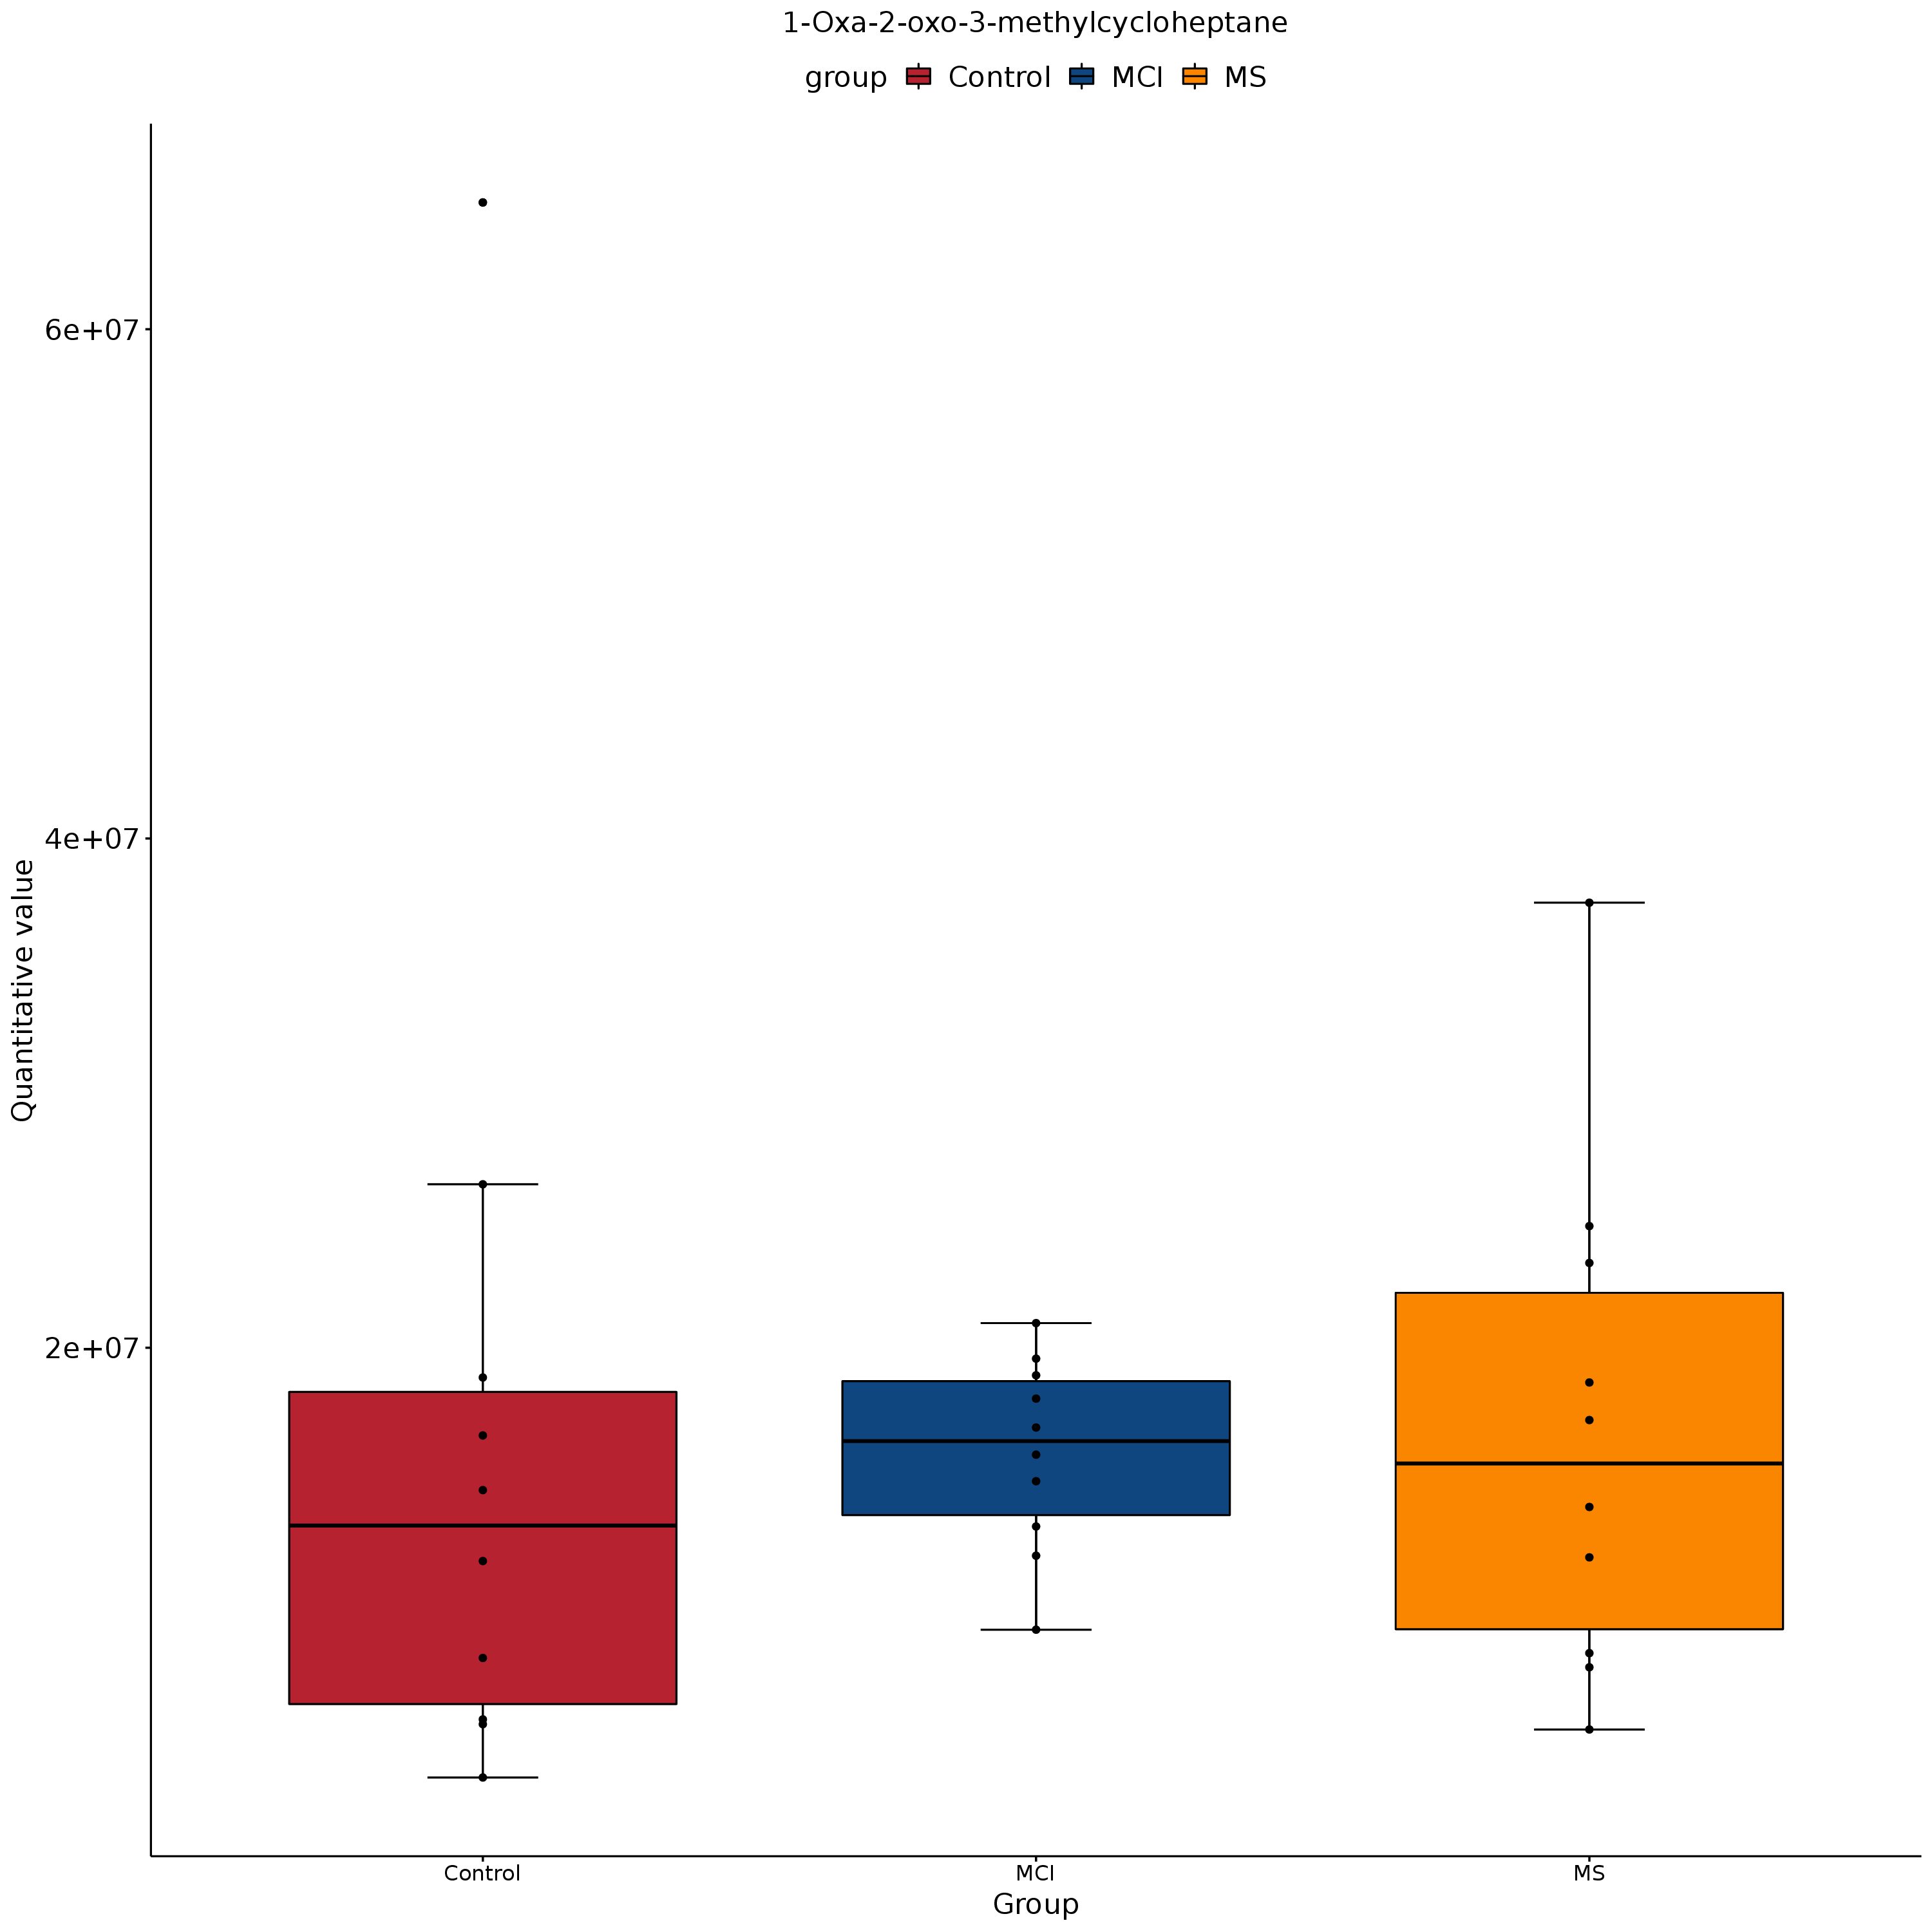 1-Oxa-2-oxo-3-methylcycloheptane
group Control MCI MS
6e+07
4e+07
2e+07
Quantitative value
Control MCI MS
Group